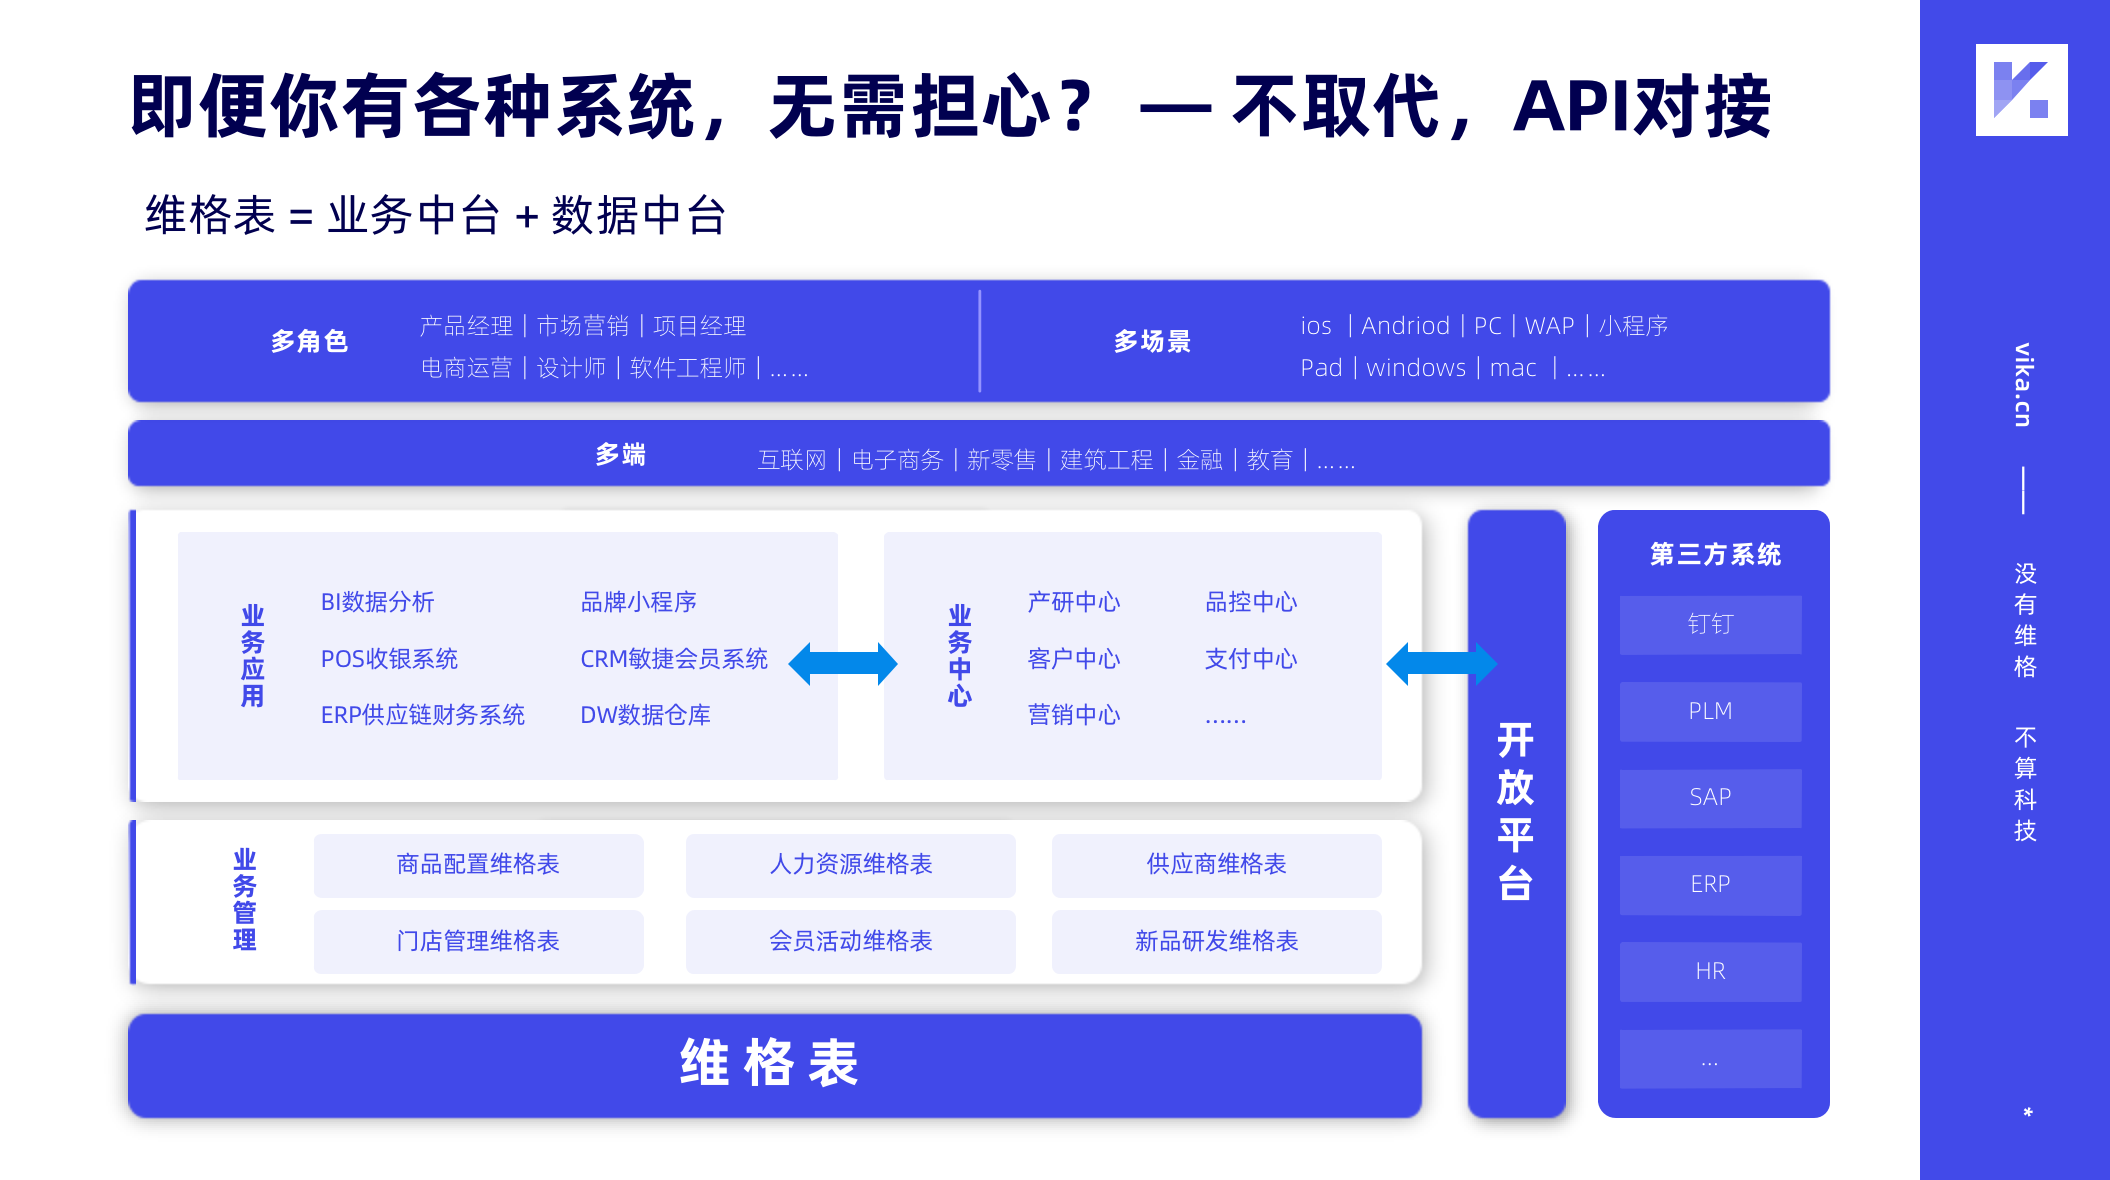 即便你有各种系统，无需担心？ — 不取代，API对接
维格表 = 业务中台 + 数据中台
多角色
产品经理｜市场营销｜项目经理
电商运营｜设计师｜软件工程师｜……
多场景
ios ｜Andriod｜PC｜WAP｜小程序
Pad｜windows｜mac ｜……
多端
互联网｜电子商务｜新零售｜建筑工程｜金融｜教育｜……
业务应用
BI数据分析
品牌小程序
POS收银系统
CRM敏捷会员系统
ERP供应链财务系统
DW数据仓库
业务中心
产研中心
品控中心
客户中心
支付中心
营销中心
……
业务管理
商品配置维格表
人力资源维格表
供应商维格表
门店管理维格表
会员活动维格表
新品研发维格表
维格表
开放平台
第三方系统
钉钉
PLM
SAP
ERP
HR
...
vika.cn —— 没有维格 不算科技 *